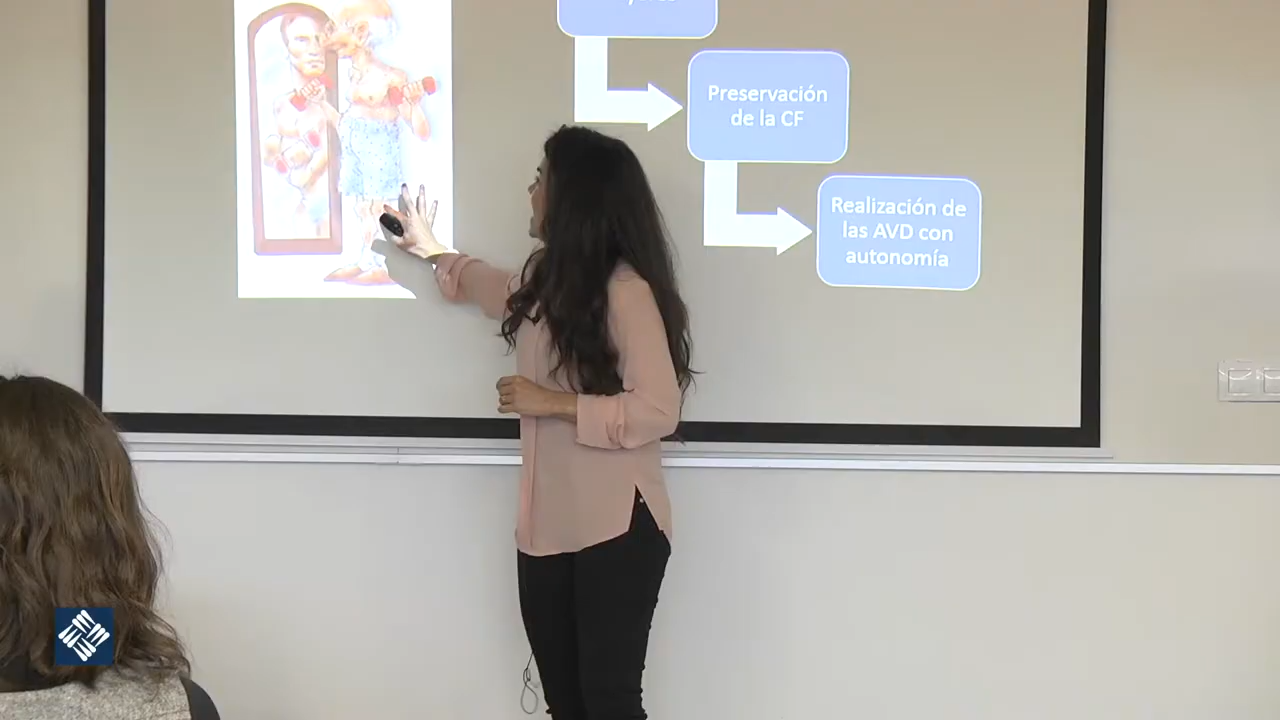 Preservación
de la CF
Realización de
las AVD con
autonomía